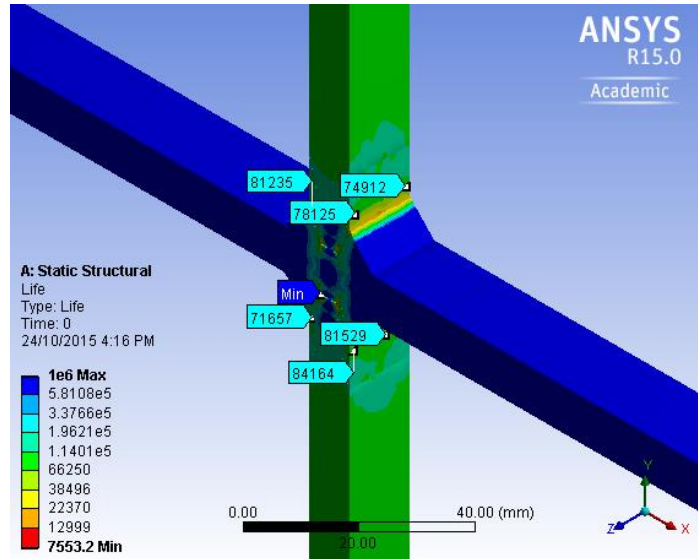 ANSYS
R15.0
Academic
81235
74912
78125
A: Static Structural
Life
Type: Life
Time: 0
24/10/2015 4:16 PM
Min
71657
81529
84164
1e6 Max
5.8108e5
3.3766e5
1.9621e5
1.1401e5
66250
38496
22370
12999
7553.2 Min
0.00
40.00 (mm)
20.00
Y
Z
X